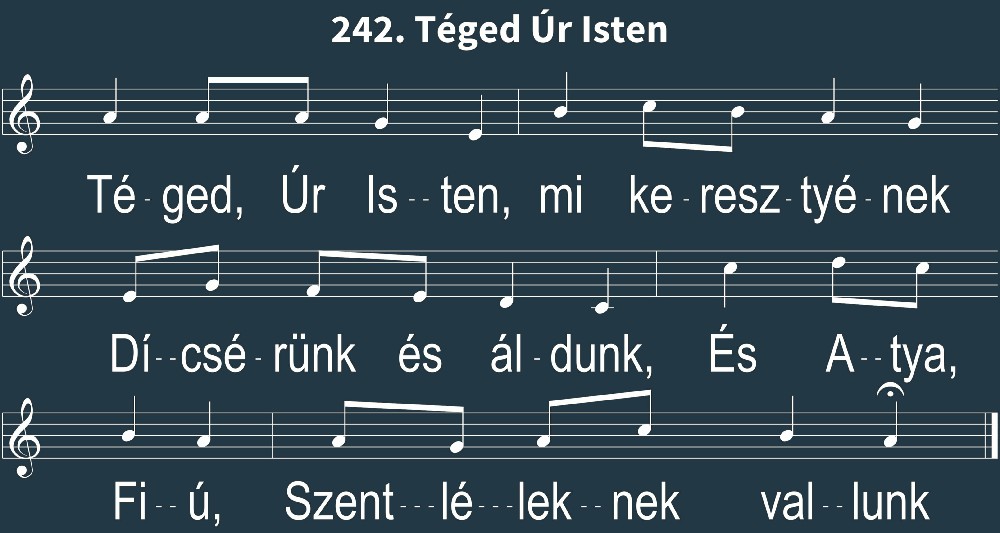 242. Téged Úr Isten
Té - ged, Úr Is - - ten, mi ke - resz - tyé - nek
Dí - - csé - rünk és ál - dunk, És A - - tya,
Fi - - ú, Szent - - - lé - - - lek - - nek val - - lunk